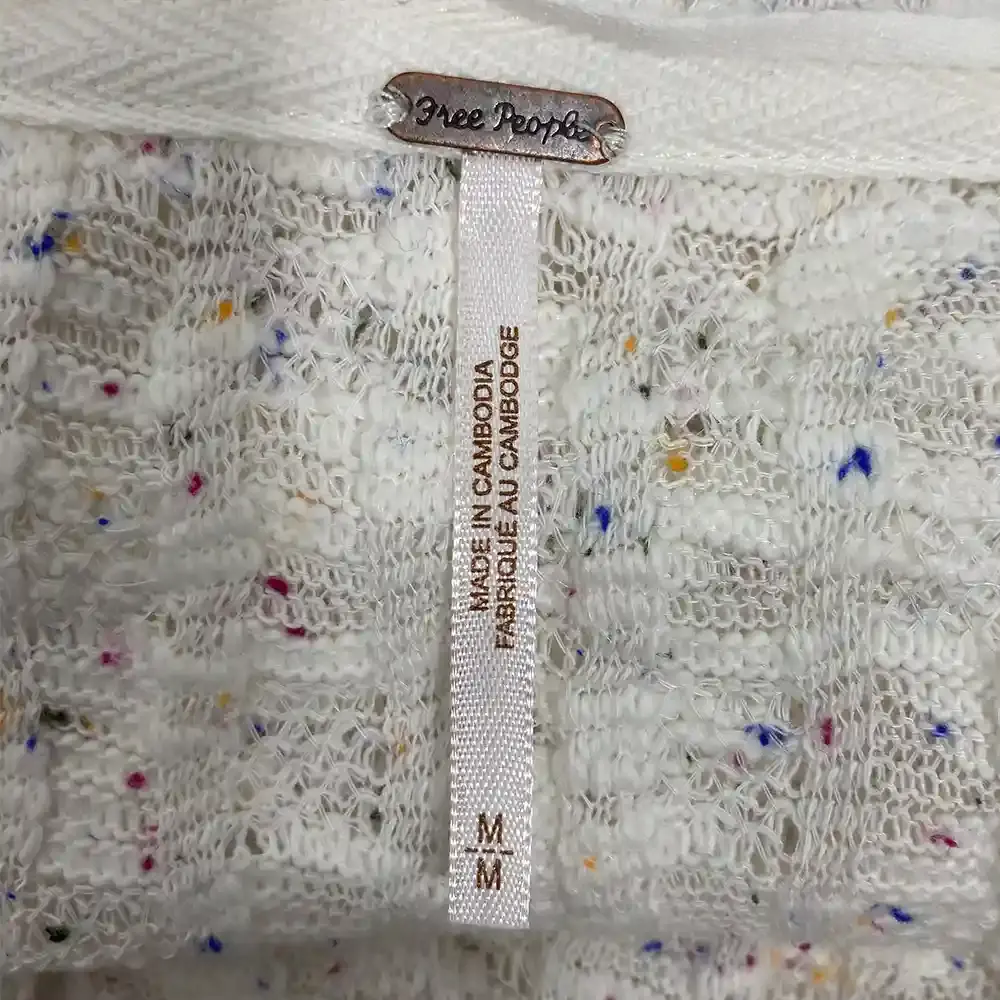 Free People
MADE IN CAMBODIA
FABRIQUÉ AU CAMBODGE
M
M